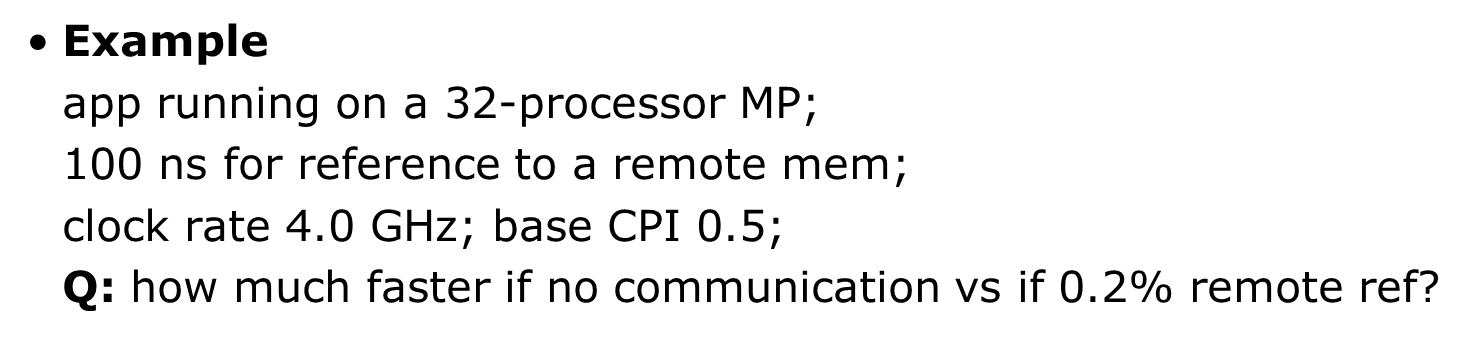 • Example
app running on a 32-processor MP;
100 ns for reference to a remote mem;
clock rate 4.0 GHz; base CPI 0.5;
Q: how much faster if no communication vs if 0.2% remote ref?